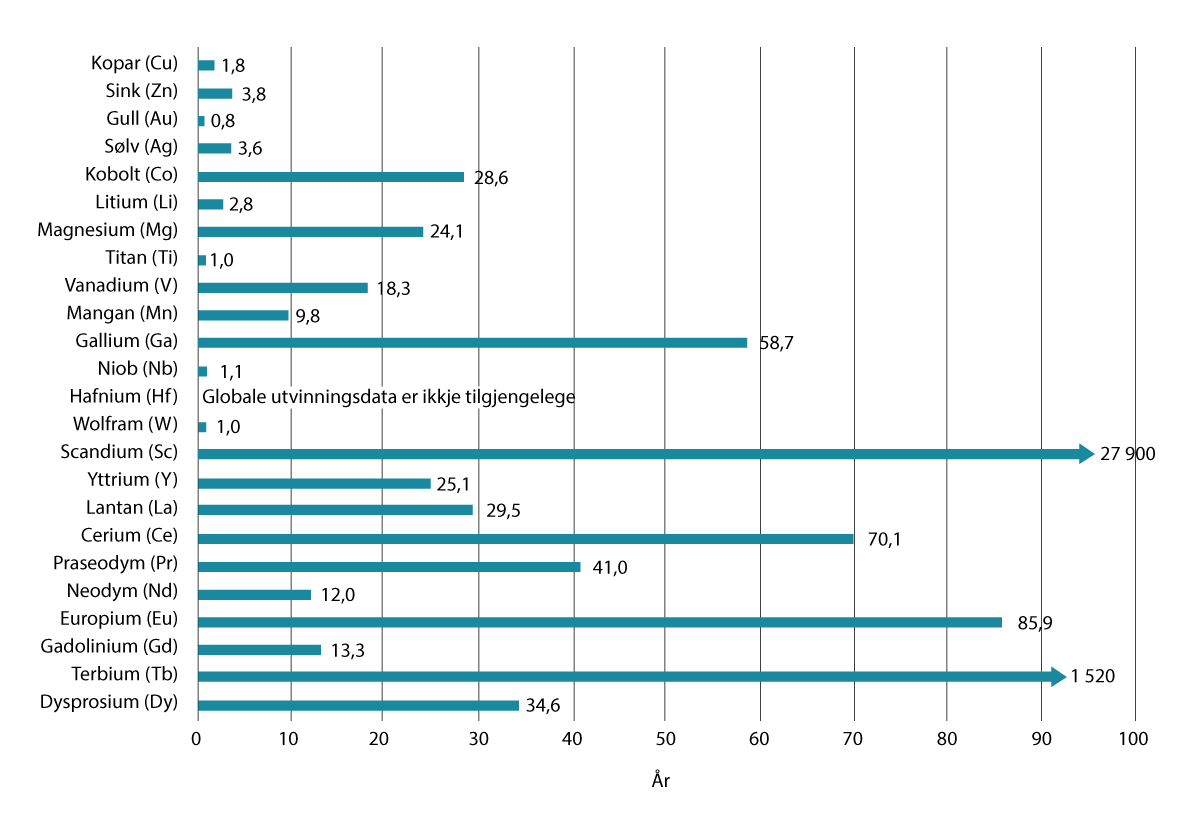 Kopar (Cu) 1,8
Sink (Zn) 3,8
Gull (Au) 0,8
Sølv (Ag) 3,6
Kobolt (Co) 28,6
Litium (Li) 2,8
Magnesium (Mg) 24,1
Titan (Ti) 1,0
Vanadium (V) 18,3
Mangan (Mn) 9,8
Gallium (Ga) 58,7
Niob (Nb) 1,1
Hafnium (Hf) Globale utvinningsdata er ikkje tilgjengelege
Wolfram (W) 1,0
Scandium (Sc) 27 900
Yttrium (Y) 25,1
Lantan (La) 29,5
Cerium (Ce) 70,1
Praseodym (Pr) 41,0
Neodym (Nd) 12,0
Europium (Eu) 85,9
Gadolinium (Gd) 13,3
Terbium (Tb) 1 520
Dysprosium (Dy) 34,6
0 10 20 30 40 50 60 70 80 90 100
År